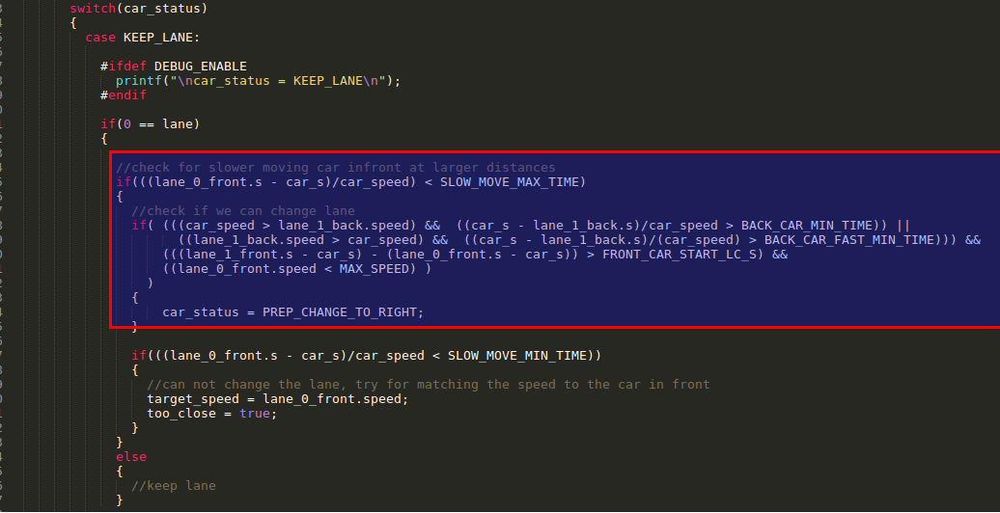 switch(car_status)
{
case KEEP_LANE:
#ifdef DEBUG_ENABLE
printf("\ncar_status = KEEP_LANE\n");
#endif
if(0 == lane)
{
//check for slower moving car infront at larger distances
if(((lane_0_front.s - car_s)/car_speed) < SLOW_MOVE_MAX_TIME)
{
//check if we can change lane
if( (((car_speed > lane_1_back.speed) &&  ((car_s - lane_1_back.s)/car_speed > BACK_CAR_MIN_TIME)) ||
((lane_1_back.speed > car_speed) &&  ((car_s - lane_1_back.s)/(car_speed) > BACK_CAR_FAST_MIN_TIME))) &&
(((lane_1_front.s - car_s) - (lane_0_front.s - car_s)) > FRONT_CAR_START_LC_S) &&
((lane_0_front.speed < MAX_SPEED) )
)
{
car_status = PREP_CHANGE_TO_RIGHT;
}
if(((lane_0_front.s - car_s)/car_speed < SLOW_MOVE_MIN_TIME))
{
//can not change the lane, try for matching the speed to the car in front
target_speed = lane_0_front.speed;
too_close = true;
}
}
else
{
//keep lane
}